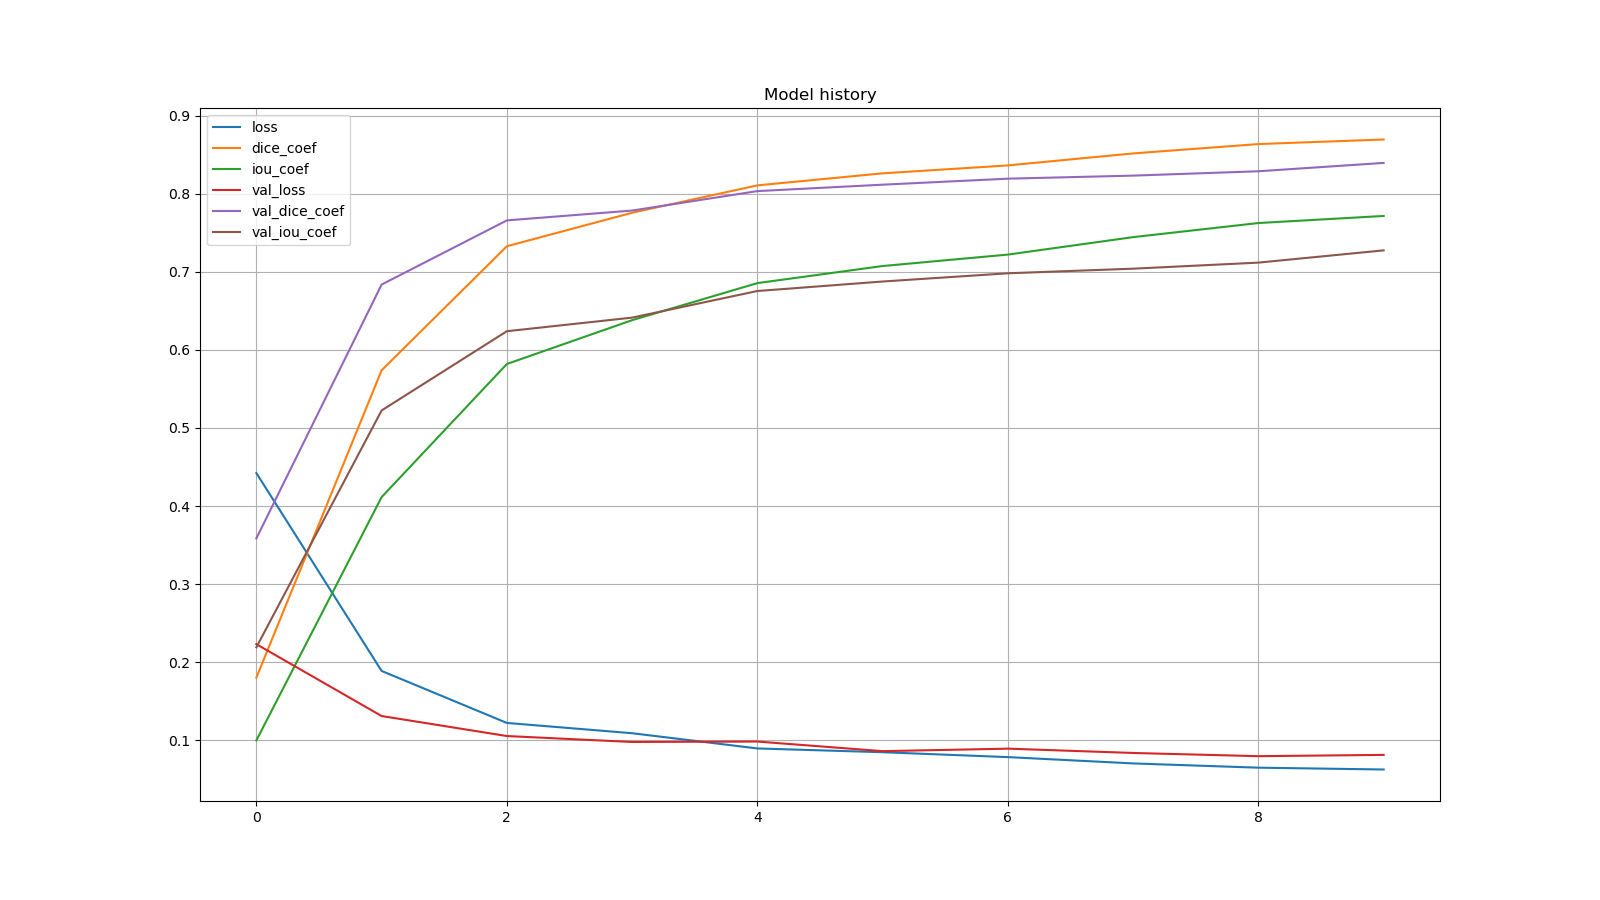 Model history
loss
dice_coef
iou_coef
val_loss
val_dice_coef
val_iou_coef
0.9
0.8
0.7
0.6
0.5
0.4
0.3
0.2
0.1
0 2 4 6 8